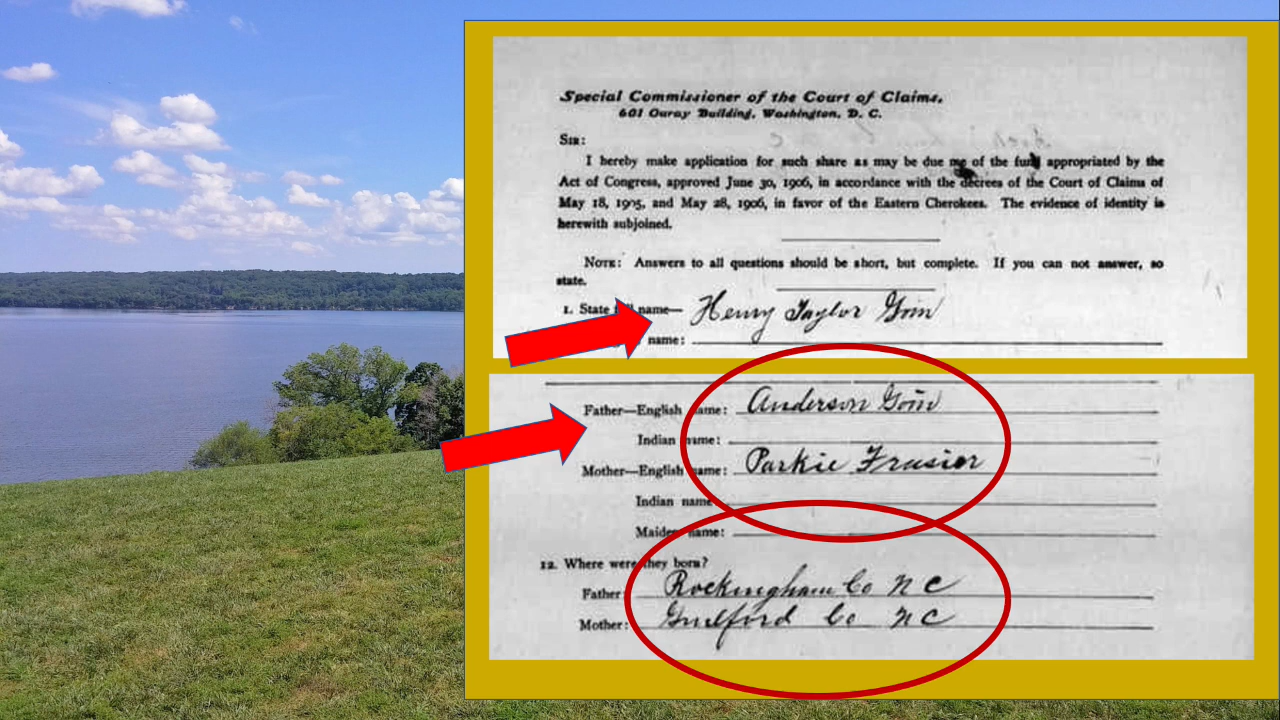 Special Commissioner of the Court of Claims,
601 Ouray Building, Washington, D. C.
SIR:
I hereby make application for such share as may be due me of the fund appropriated by the
Act of Congress, approved June 30, 1906, in accordance with the decrees of the Court of Claims of
May 18, 1905, and May 28, 1906, in favor of the Eastern Cherokees. The evidence of identity is
herewith subjoined.
NOTE: Answers to all questions should be short, but complete. If you can not answer, so
state.
1. State name— Henry Taylor Goin
name:
Father—English name: Anderson Goin
Indian name:
Mother—English name: Parkie Frasior
Indian name
Maiden name:
12. Where were they born?
Father: Rockingham Co N C
Mother: Guilford Co N C